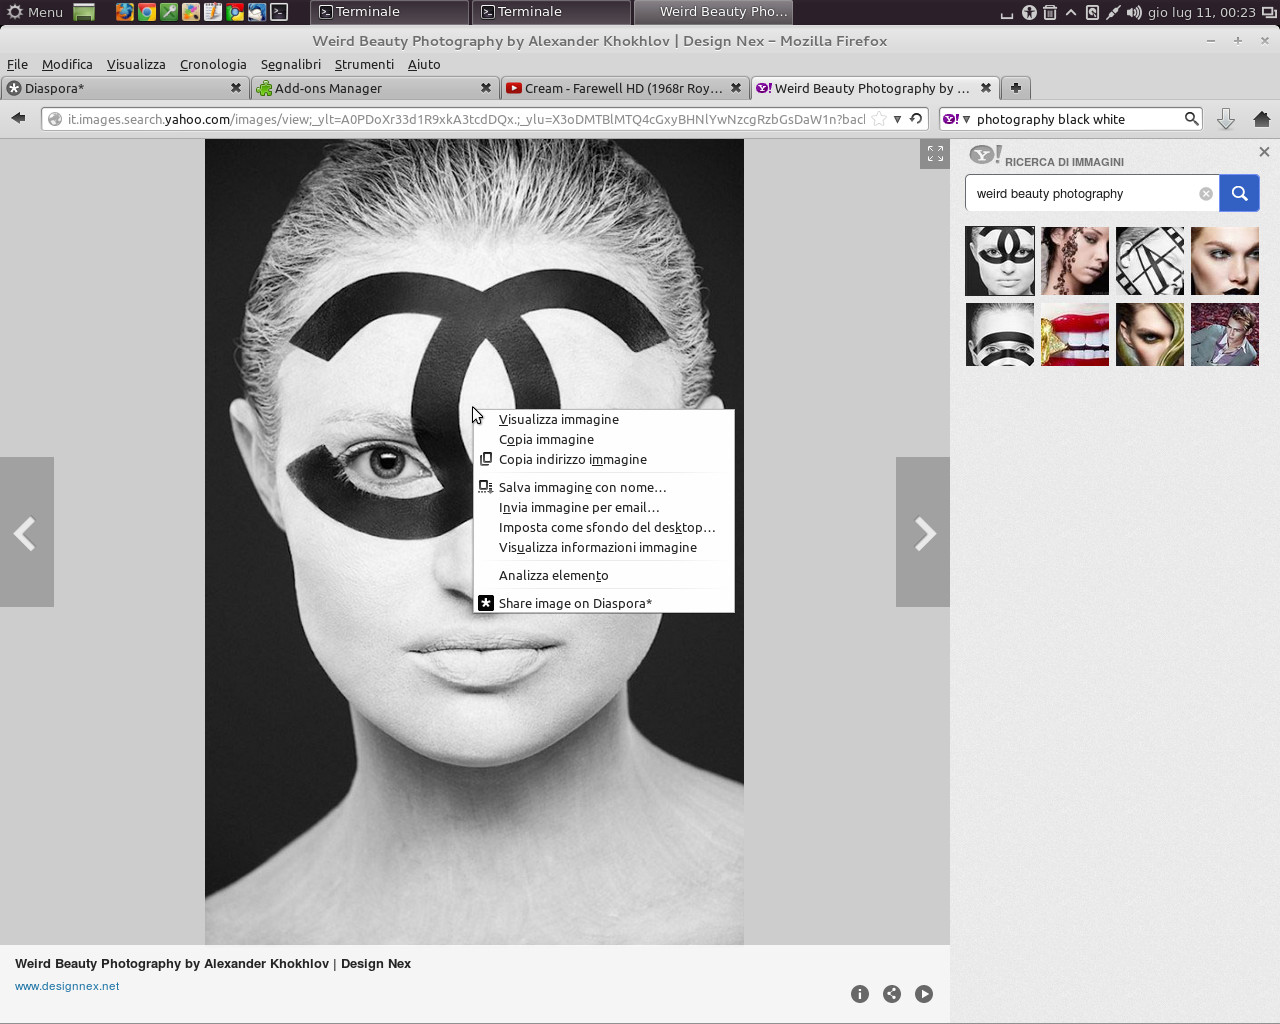 Menu
Terminale
Terminale
Weird Beauty Pho...
gio lug 11, 00:23
Weird Beauty Photography by Alexander Khokhlov | Design Nex – Mozilla Firefox
File Modifica Visualizza Cronologia Segnalibri Strumenti Aiuto
Diaspora*
Add-ons Manager
Cream - Farewell HD (1968r Roy...
Weird Beauty Photography by ...
it.images.search.yahoo.com/images/view;_ylt=A0PDoXr33d1R9xkA3tcdDQx.;_ylu=X3oDMTBlMTQ4cGxyBHNlYwNzcgRzbGsDaW1n?bacl
photography black white
Y! RICERCA DI IMMAGINI
weird beauty photography
Visualizza immagine
Copia immagine
Copia indirizzo immagine
Salva immagine con nome...
Invia immagine per email...
Imposta come sfondo del desktop...
Visualizza informazioni immagine
Analizza elemento
Share image on Diaspora*
Weird Beauty Photography by Alexander Khokhlov | Design Nex
www.designnex.net